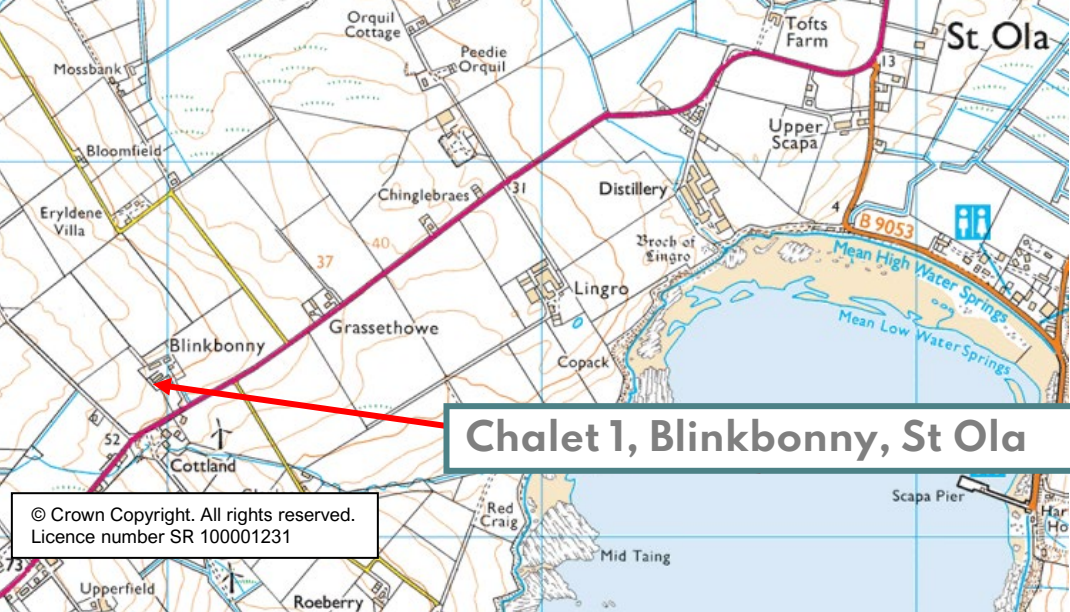 Orquil
Cottage
Tofts
Farm
St Ola
Peedie
Orquil
Mossbank
13
Upper
Scapa
Bloomfield
Distillery
Chinglebraes
31
Eryldene
Villa
4
B 9053
40
Broch of
Lingro
Mean High Water Springs
37
Lingro
Grassethowe
Mean Low Water Springs
Blinkbonny
Copack
Chalet 1, Blinkbonny, St Ola
52
Cottland
Scapa Pier
© Crown Copyright. All rights reserved.
Licence number SR 100001231
Red
Craig
Mid Taing
73
Upperfield
Roeberry